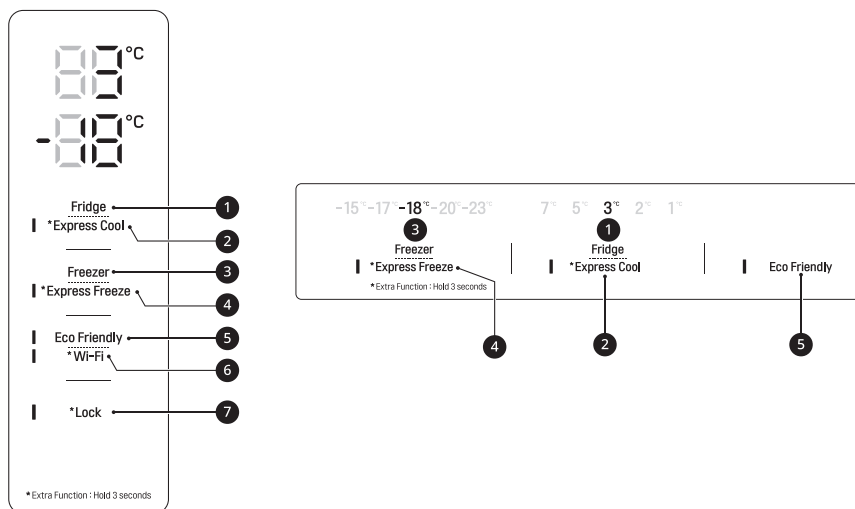 3 °C
-18 °C
Fridge
*Express Cool
Freezer
*Express Freeze
Eco Friendly
*Wi-Fi
*Lock
*Extra Function : Hold 3 seconds
1
2
3
4
5
6
7
-15°C -17°C -18°C -20°C -23°C
3
Freezer
*Express Freeze
*Extra Function : Hold 3 seconds
4
7°C 5°C 3°C 2°C 1°C
1
Fridge
*Express Cool
2
Eco Friendly
5